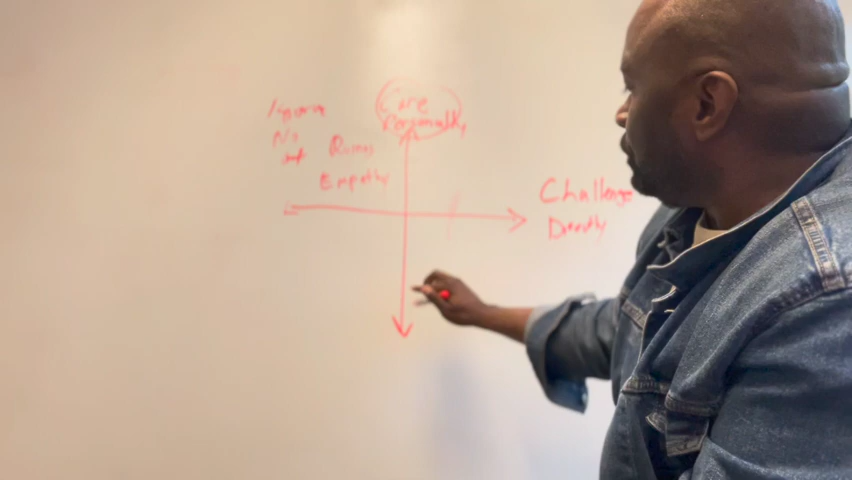 Care
Personally
Ignore
No
Empathy
Challenge
Directly